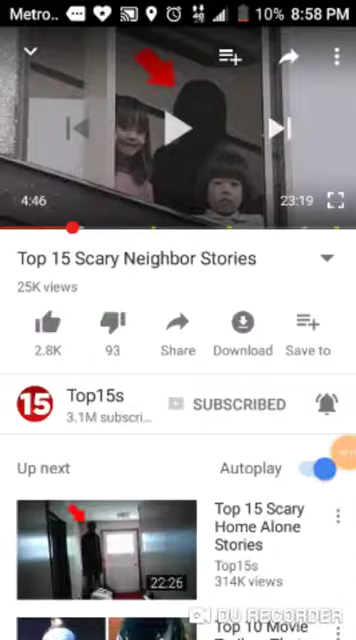 Metro.. 4G LTE 10% 8:58 PM
4:46
23:19
Top 15 Scary Neighbor Stories
25K views
2.8K
93
Share
Download
Save to
15
Top15s
3.1M subscri...
SUBSCRIBED
Up next
Autoplay
Top 15 Scary
Home Alone
Stories
Top15s
314K views
22:26
DU RECORDER
Top 10 Movie